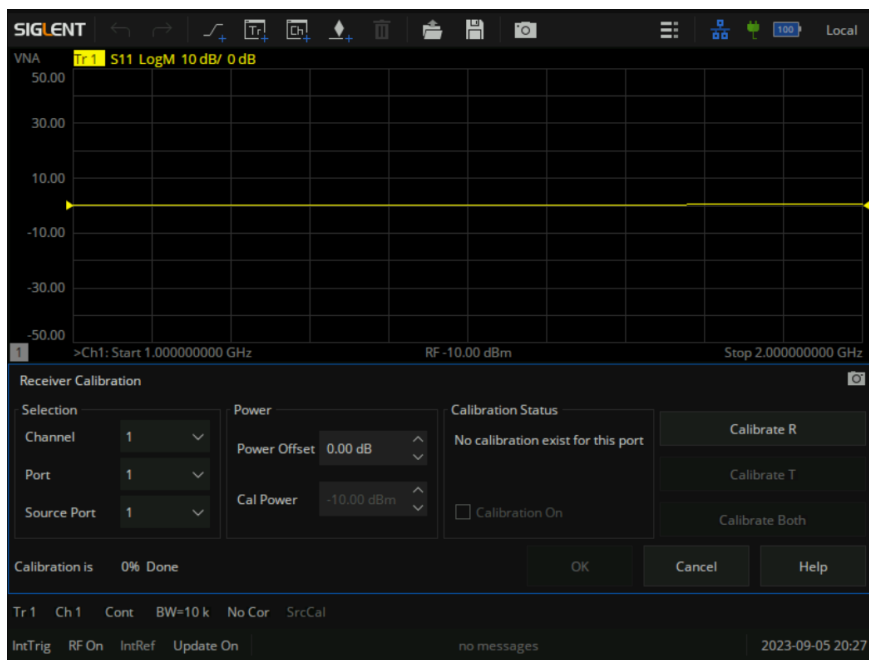 SIGLENT Tr Ch 100 Local
VNA Tr 1 S11 LogM 10 dB/ 0 dB
50.00
30.00
10.00
-10.00
-30.00
-50.00
1 >Ch1: Start 1.000000000 GHz RF -10.00 dBm Stop 2.000000000 GHz
Receiver Calibration
Selection Power Calibration Status
Channel 1 Power Offset 0.00 dB No calibration exist for this port Calibrate R
Port 1 Calibrate T
Source Port 1 Cal Power -10.00 dBm Calibration On Calibrate Both
Calibration is 0% Done OK Cancel Help
Tr 1 Ch 1 Cont BW=10 k No Cor SrcCal
IntTrig RF On IntRef Update On no messages 2023-09-05 20:27